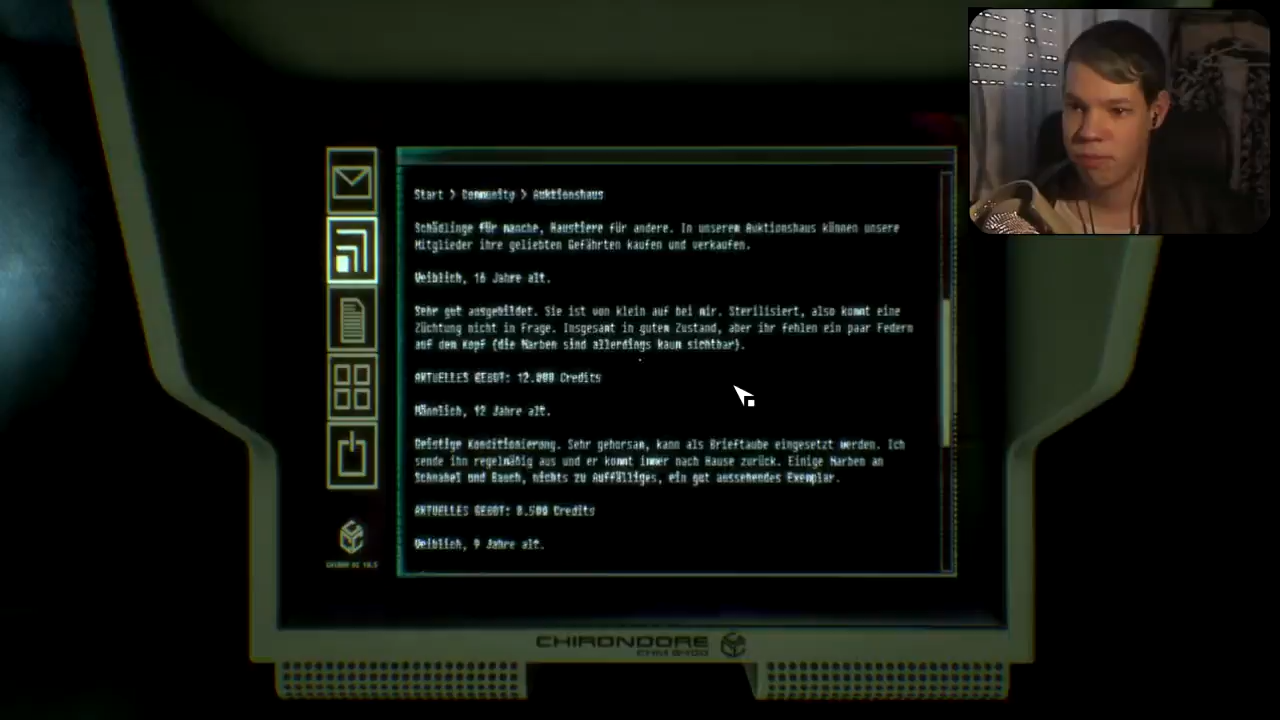 Start > Community > Auktionshaus
Schädlinge für manche, Haustiere für andere. In unserem Auktionshaus können unsere
Mitglieder ihre geliebten Gefährten kaufen und verkaufen.
Weiblich, 16 Jahre alt.
Sehr gut ausgebildet. Sie ist von klein auf bei mir. Sterilisiert, also kommt eine
Züchtung nicht in Frage. Insgesamt in gutem Zustand, aber ihr fehlen ein paar Federn
auf dem Kopf (die Narben sind allerdings kaum sichtbar).
AKTUELLES GEBOT: 12.000 Credits
Männlich, 12 Jahre alt.
Geistige Konditionierung. Sehr gehorsam, kann als Brieftaube eingesetzt werden. Ich
sende ihn regelmäßig aus und er kommt immer nach Hause zurück. Einige Narben an
Schnabel und Bauch, nichts zu Auffälliges, ein gut aussehendes Exemplar.
AKTUELLES GEBOT: 8.500 Credits
Weiblich, 9 Jahre alt.
CHIRONDORE